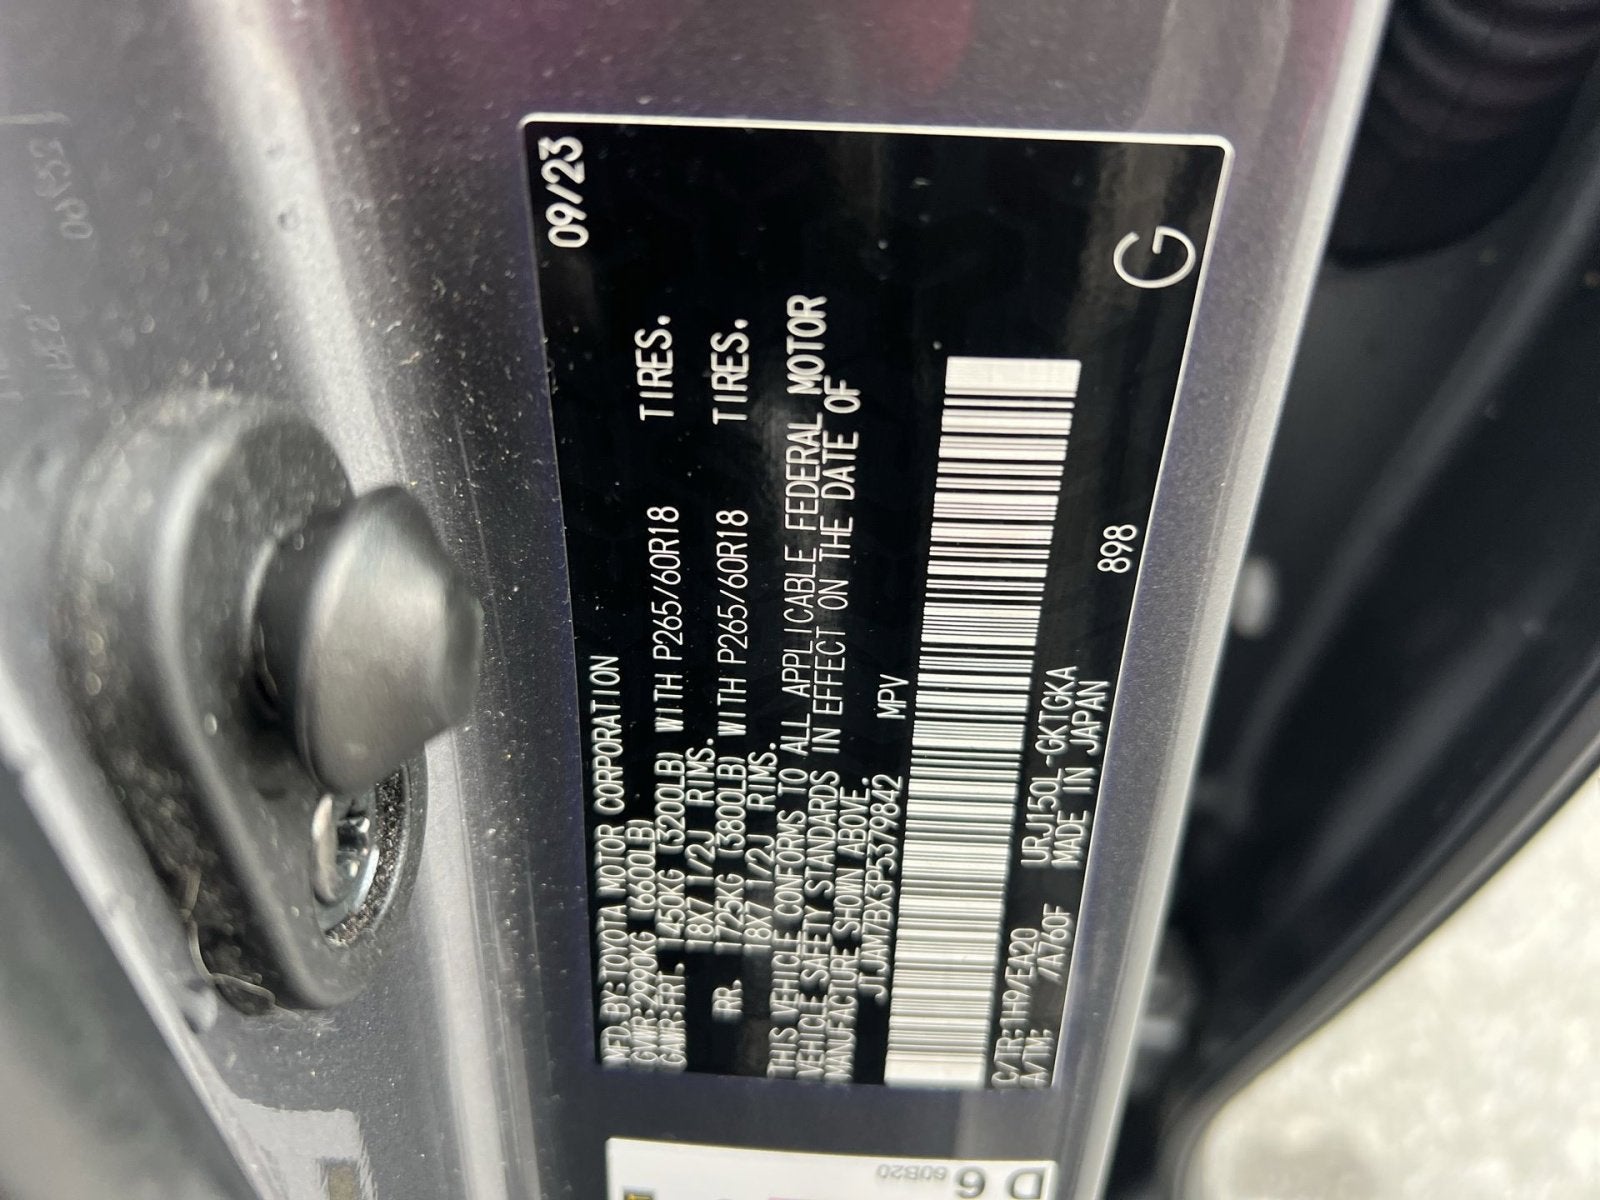 MFD. BY: TOYOTA MOTOR CORPORATION 09/23
GVWR: 2990KG (6600LB)
GAWR: FRT. 1450KG (3200LB) WITH P265/60R18 TIRES.
18X7 1/2J RIMS.
RR. 1725KG (3800LB) WITH P265/60R18 TIRES.
18X7 1/2J RIMS.
THIS VEHICLE CONFORMS TO ALL APPLICABLE FEDERAL MOTOR
VEHICLE SAFETY STANDARDS IN EFFECT ON THE DATE OF
MANUFACTURE SHOWN ABOVE.
JTJAM7BX3P5379842 MPV
C/TR: 1H9/EA20 URJ150L-GKTGKA
A/TM: /A760F MADE IN JAPAN
898
G
D 6
60B20